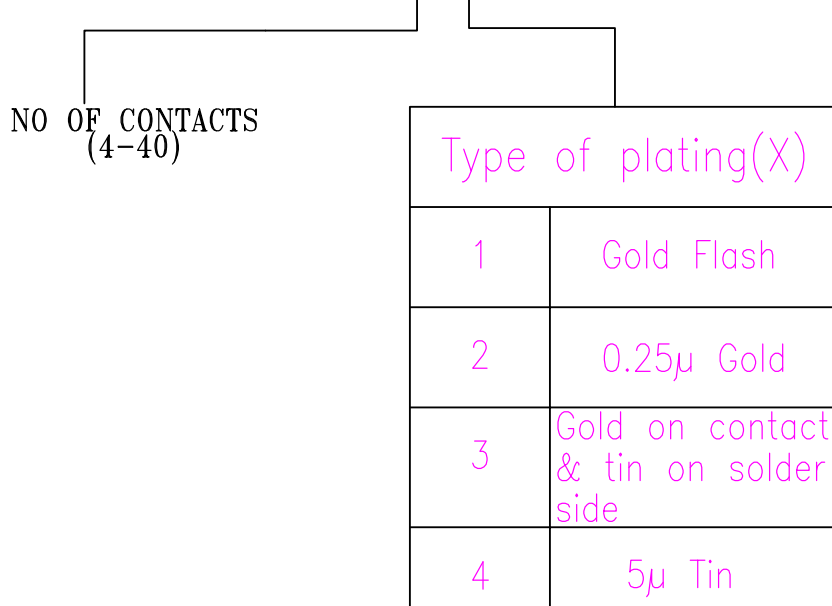 NO OF CONTACTS
(4-40)
Type of plating(X)
1 Gold Flash
2 0.25μ Gold
3 Gold on contact
& tin on solder
side
4 5μ Tin